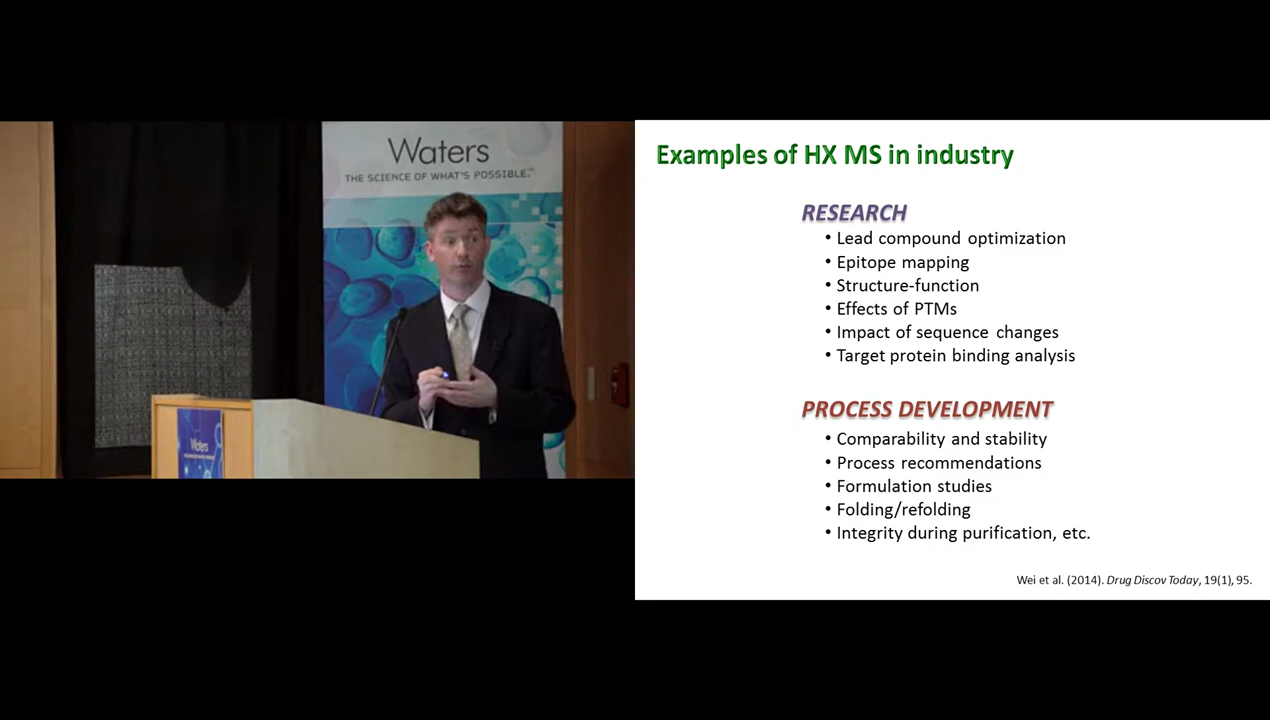 Waters
THE SCIENCE OF WHAT'S POSSIBLE.™
Waters
Examples of HX MS in industry
RESEARCH
• Lead compound optimization
• Epitope mapping
• Structure-function
• Effects of PTMs
• Impact of sequence changes
• Target protein binding analysis
PROCESS DEVELOPMENT
• Comparability and stability
• Process recommendations
• Formulation studies
• Folding/refolding
• Integrity during purification, etc.
Wei et al. (2014). Drug Discov Today, 19(1), 95.